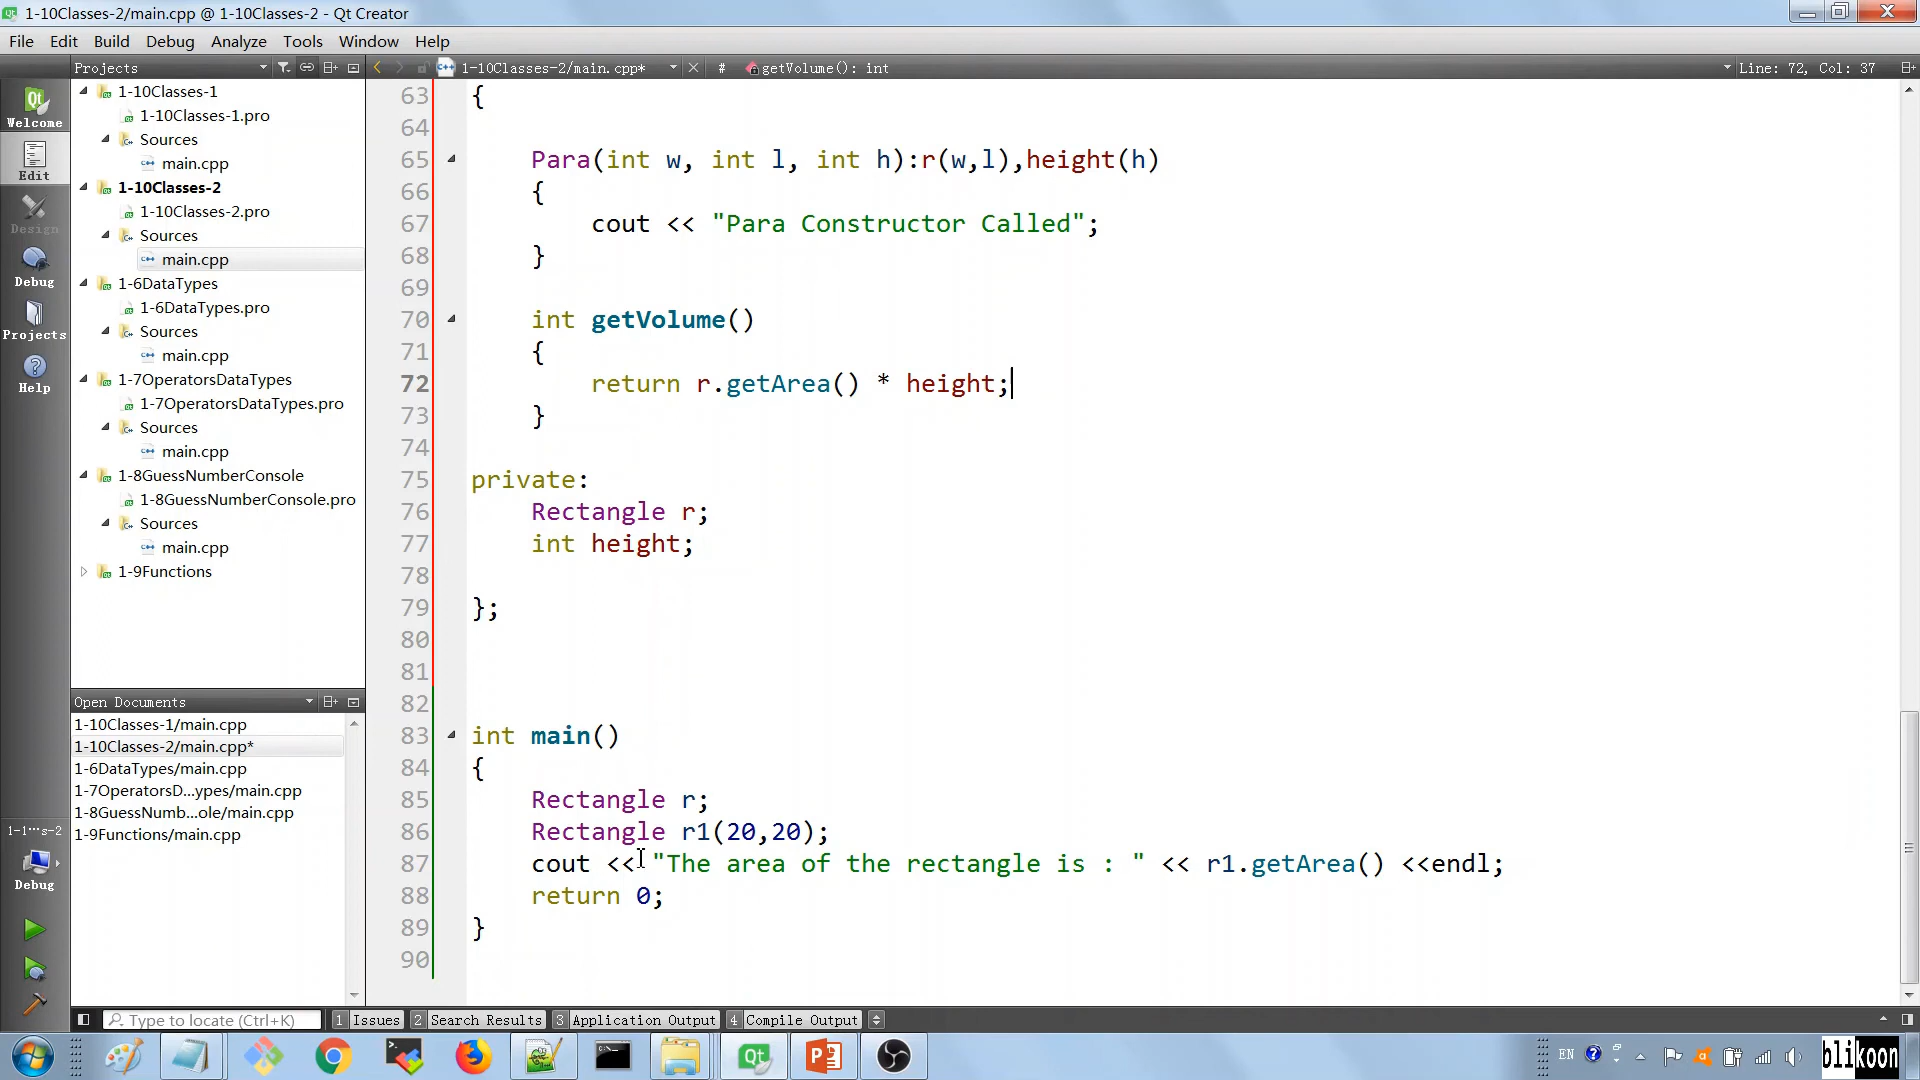 1-10Classes-2/main.cpp @ 1-10Classes-2 - Qt Creator
File Edit Build Debug Analyze Tools Window Help
Projects 1-10Classes-2/main.cpp* # getVolume(): int Line: 72, Col: 37
Welcome
Edit
Design
Debug
Projects
Help
1-10Classes-1
1-10Classes-1.pro
Sources
main.cpp
1-10Classes-2
1-10Classes-2.pro
Sources
main.cpp
1-6DataTypes
1-6DataTypes.pro
Sources
main.cpp
1-7OperatorsDataTypes
1-7OperatorsDataTypes.pro
Sources
main.cpp
1-8GuessNumberConsole
1-8GuessNumberConsole.pro
Sources
main.cpp
1-9Functions
Open Documents
1-10Classes-1/main.cpp
1-10Classes-2/main.cpp*
1-6DataTypes/main.cpp
1-7OperatorsD...ypes/main.cpp
1-8GuessNumb...ole/main.cpp
1-9Functions/main.cpp
1-1···s-2
Debug
63 {
64
65 Para(int w, int l, int h):r(w,l),height(h)
66 {
67 cout << "Para Constructor Called";
68 }
69
70 int getVolume()
71 {
72 return r.getArea() * height;
73 }
74
75 private:
76 Rectangle r;
77 int height;
78
79 };
80
81
82
83 int main()
84 {
85 Rectangle r;
86 Rectangle r1(20,20);
87 cout << "The area of the rectangle is : " << r1.getArea() <<endl;
88 return 0;
89 }
90
Type to locate (Ctrl+K) 1 Issues 2 Search Results 3 Application Output 4 Compile Output
EN
blikoon